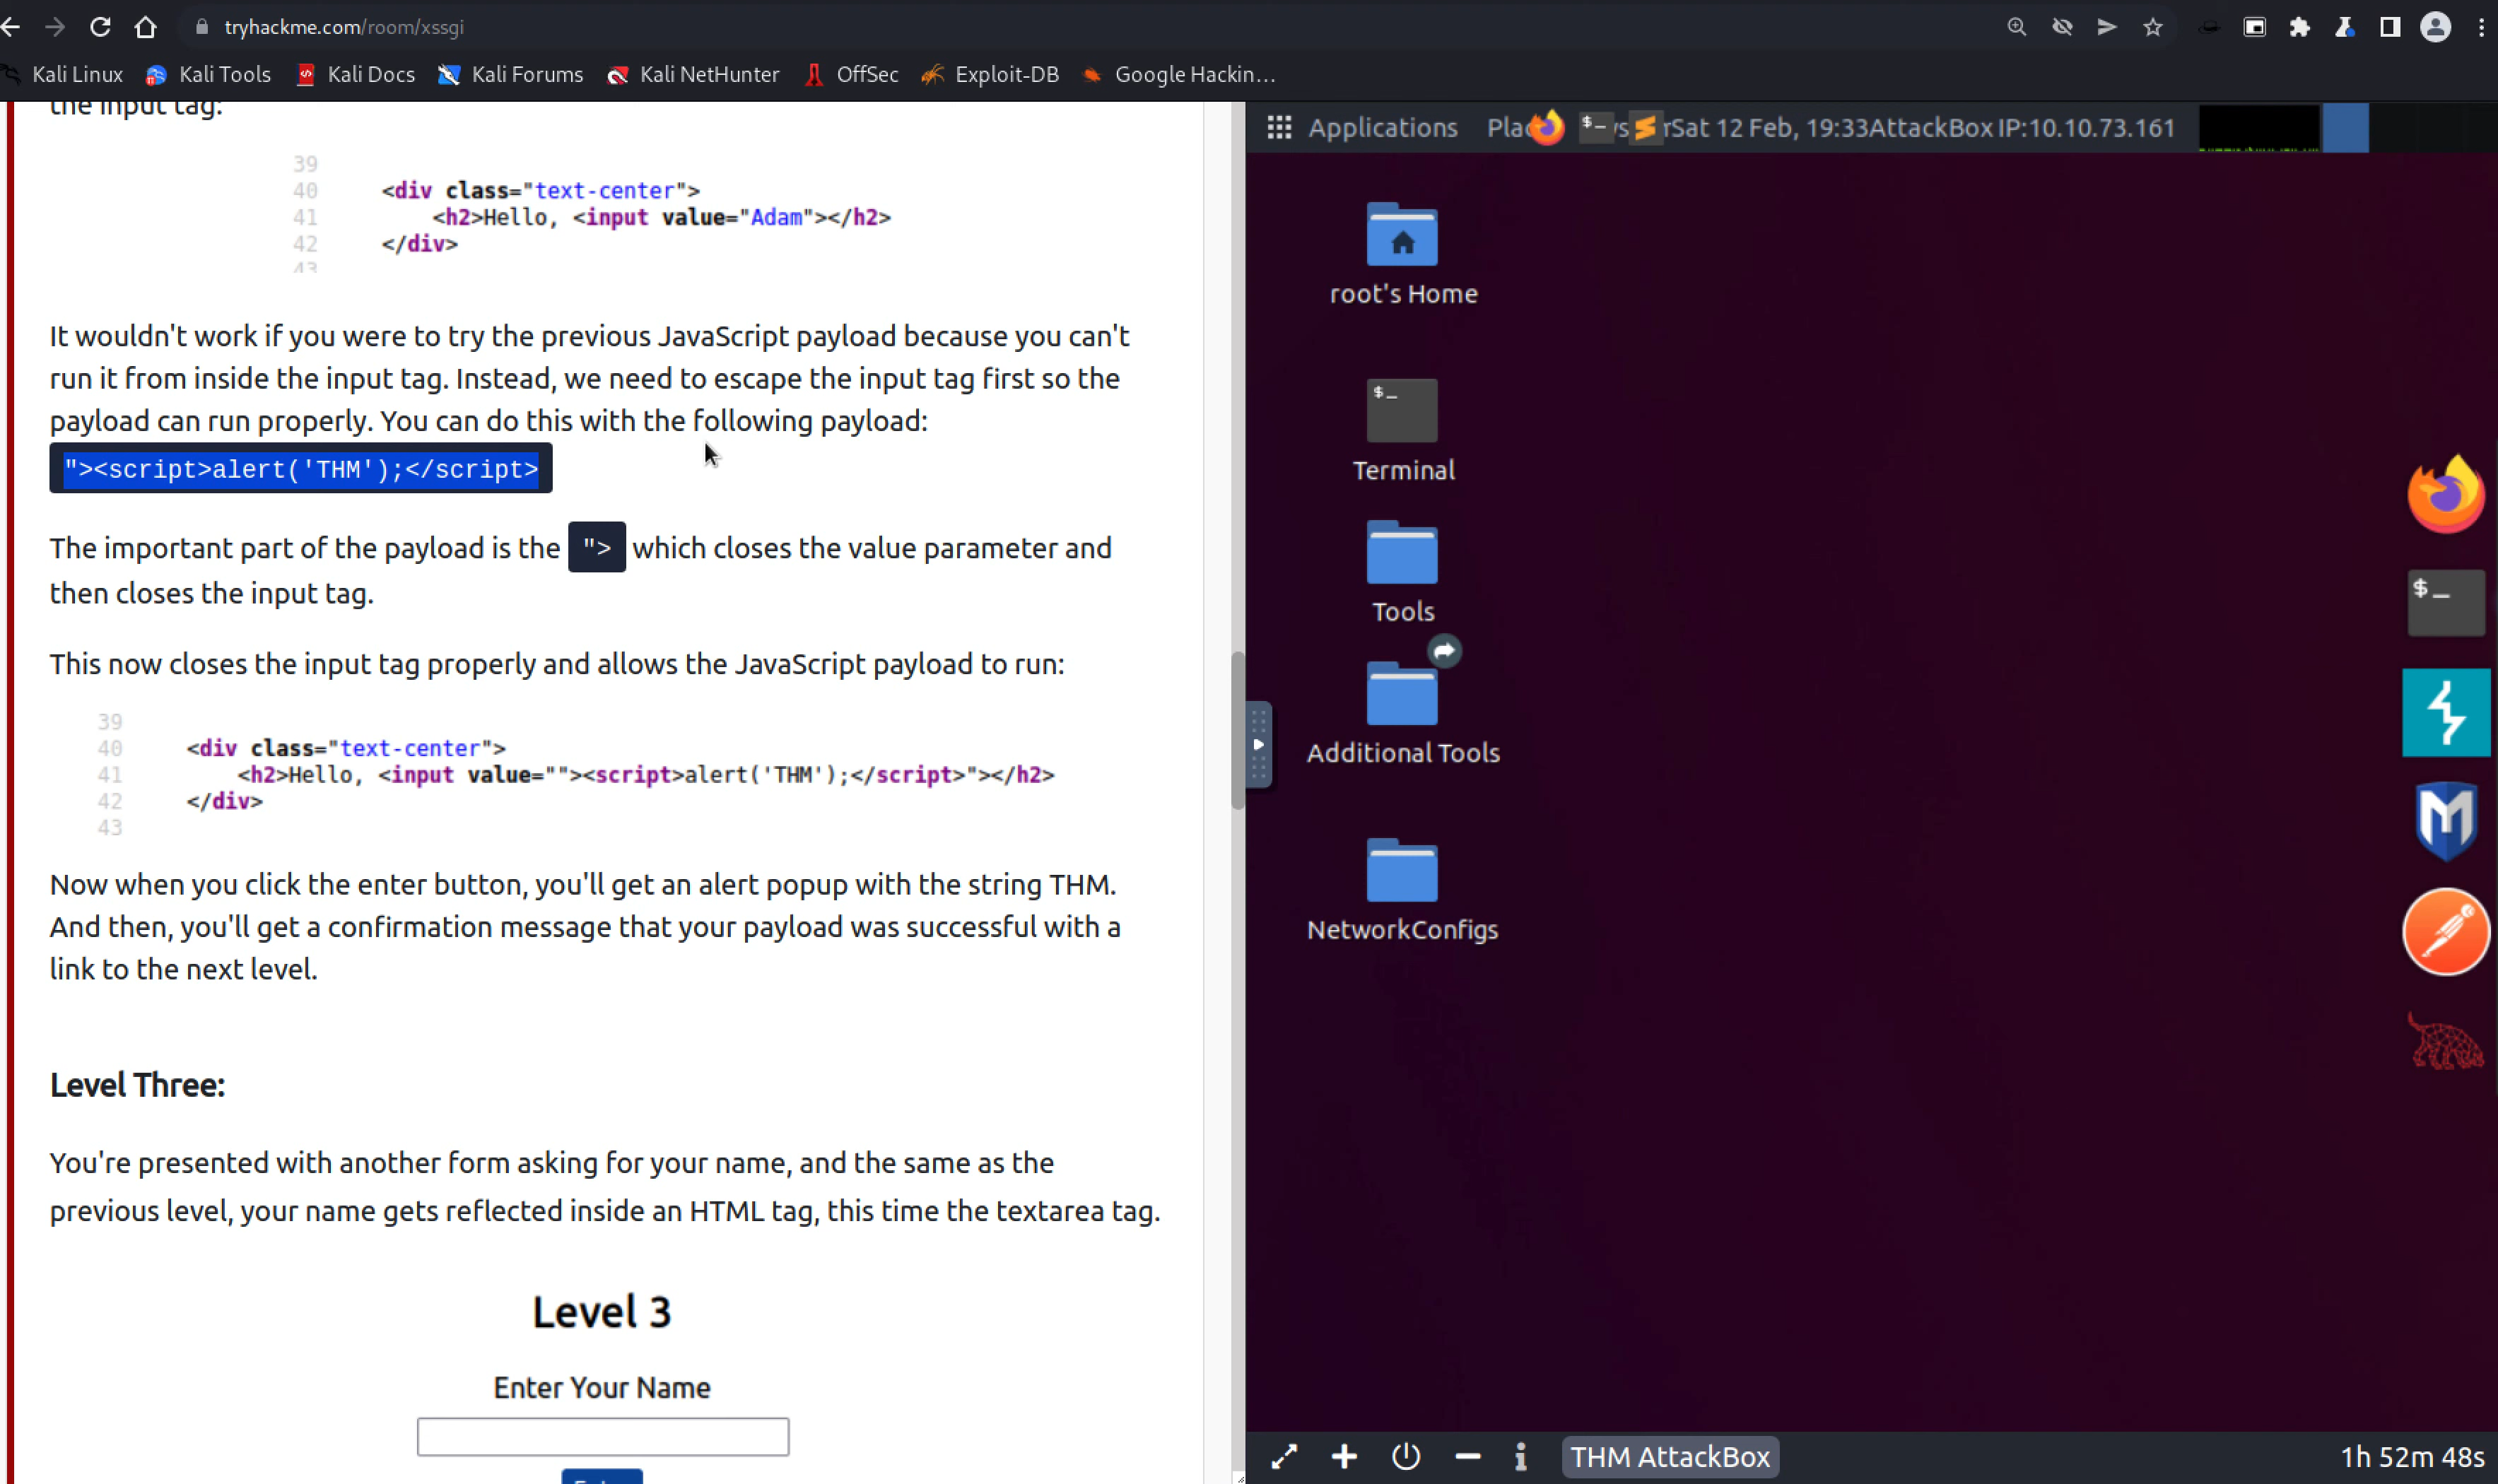 tryhackme.com/room/xssgi
Kali Linux Kali Tools Kali Docs Kali Forums Kali NetHunter OffSec Exploit-DB Google Hackin…
the input tag:
39
40 <div class="text-center">
41 <h2>Hello, <input value="Adam"></h2>
42 </div>
43
It wouldn't work if you were to try the previous JavaScript payload because you can't
run it from inside the input tag. Instead, we need to escape the input tag first so the
payload can run properly. You can do this with the following payload:
"><script>alert('THM');</script>
The important part of the payload is the "> which closes the value parameter and
then closes the input tag.
This now closes the input tag properly and allows the JavaScript payload to run:
39
40 <div class="text-center">
41 <h2>Hello, <input value=""><script>alert('THM');</script>"></h2>
42 </div>
43
Now when you click the enter button, you'll get an alert popup with the string THM.
And then, you'll get a confirmation message that your payload was successful with a
link to the next level.
Level Three:
You're presented with another form asking for your name, and the same as the
previous level, your name gets reflected inside an HTML tag, this time the textarea tag.
Level 3
Enter Your Name
Applications Sat 12 Feb, 19:33 AttackBox IP:10.10.73.161
root's Home
$_
Terminal
Tools
Additional Tools
NetworkConfigs
$_
THM AttackBox
1h 52m 48s